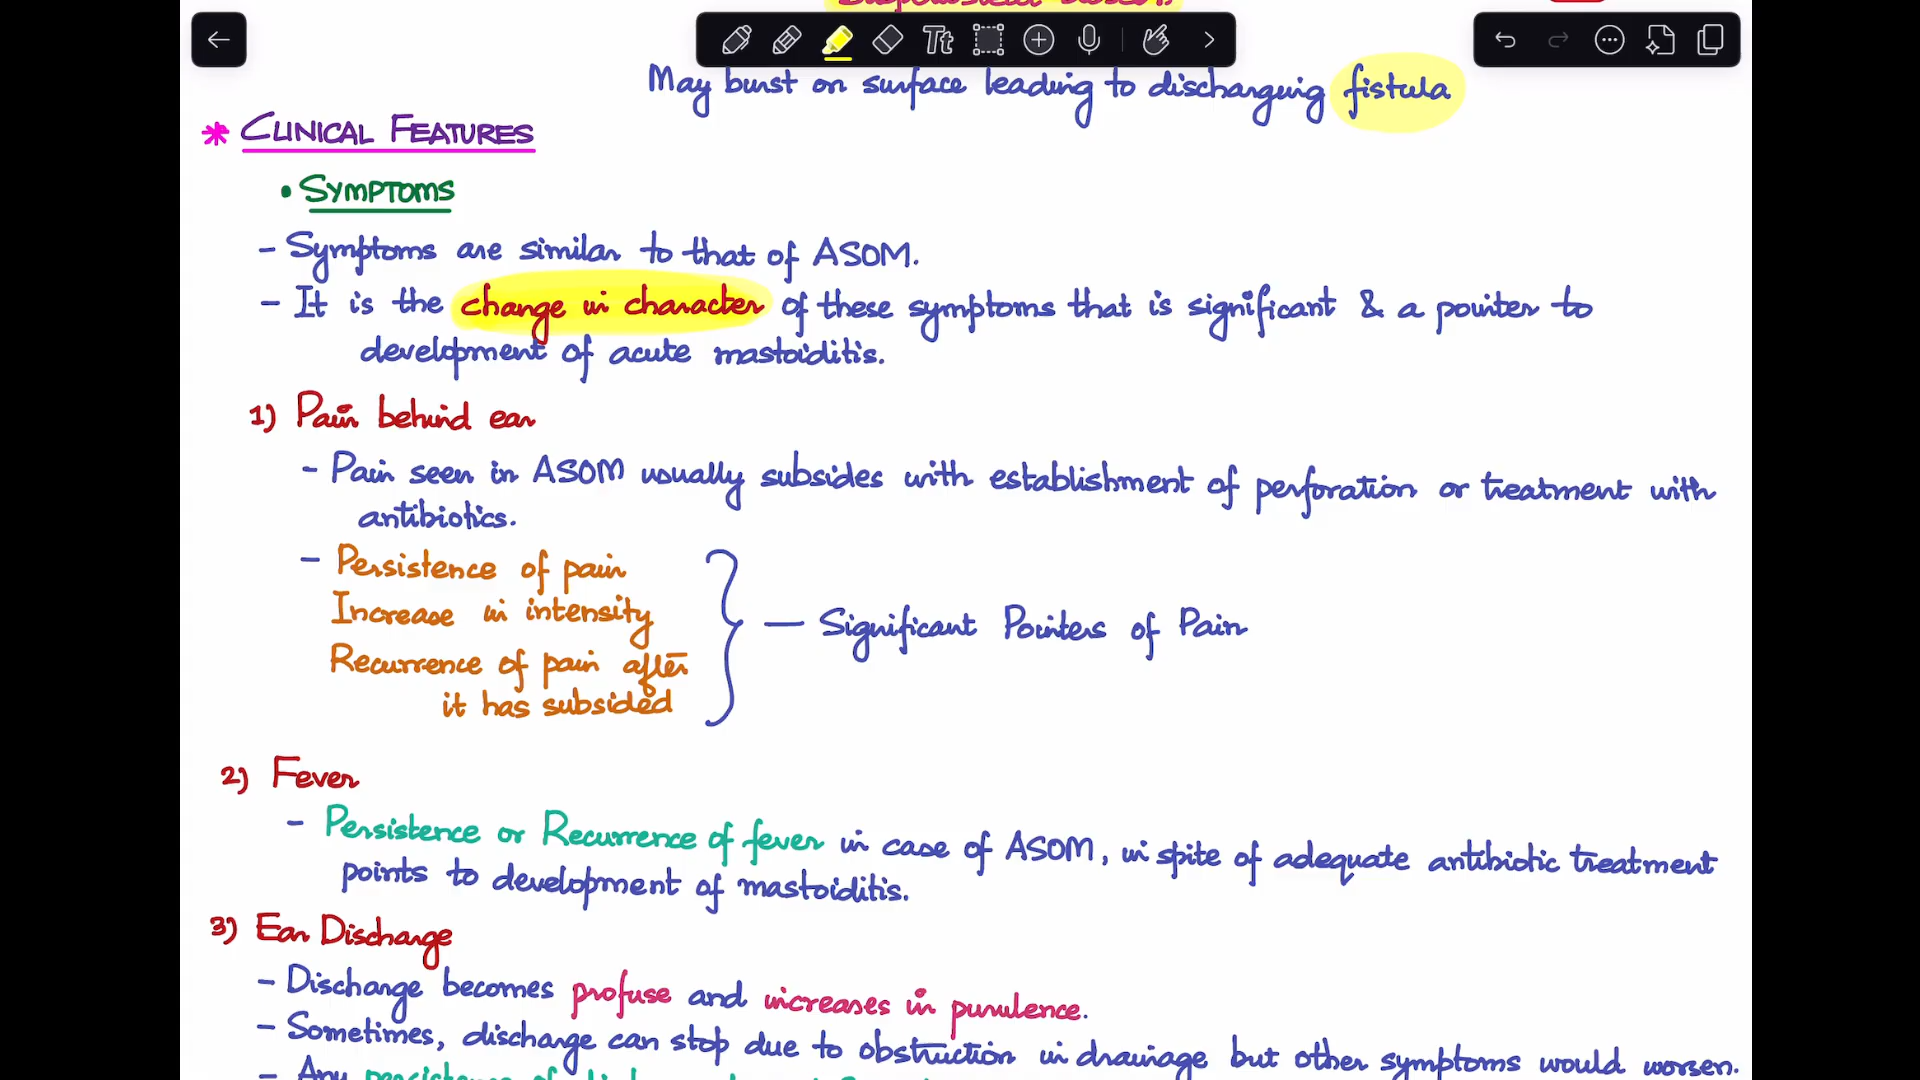 May burst on surface leading to discharging fistula
* CLINICAL FEATURES
• SYMPTOMS
- Symptoms are similar to that of ASOM.
- It is the change in character of these symptoms that is significant & a pointer to
development of acute mastoiditis.
1) Pain behind ear
- Pain seen in ASOM usually subsides with establishment of perforation or treatment with
antibiotics.
- Persistence of pain
Increase in intensity
Recurrence of pain after
it has subsided
— Significant Pointers of Pain
2) Fever
- Persistence or Recurrence of fever in case of ASOM, in spite of adequate antibiotic treatment
points to development of mastoiditis.
3) Ear Discharge
- Discharge becomes profuse and increases in purulence.
- Sometimes, discharge can stop due to obstruction in drainage but other symptoms would worsen.
- Any persistence of
Tt